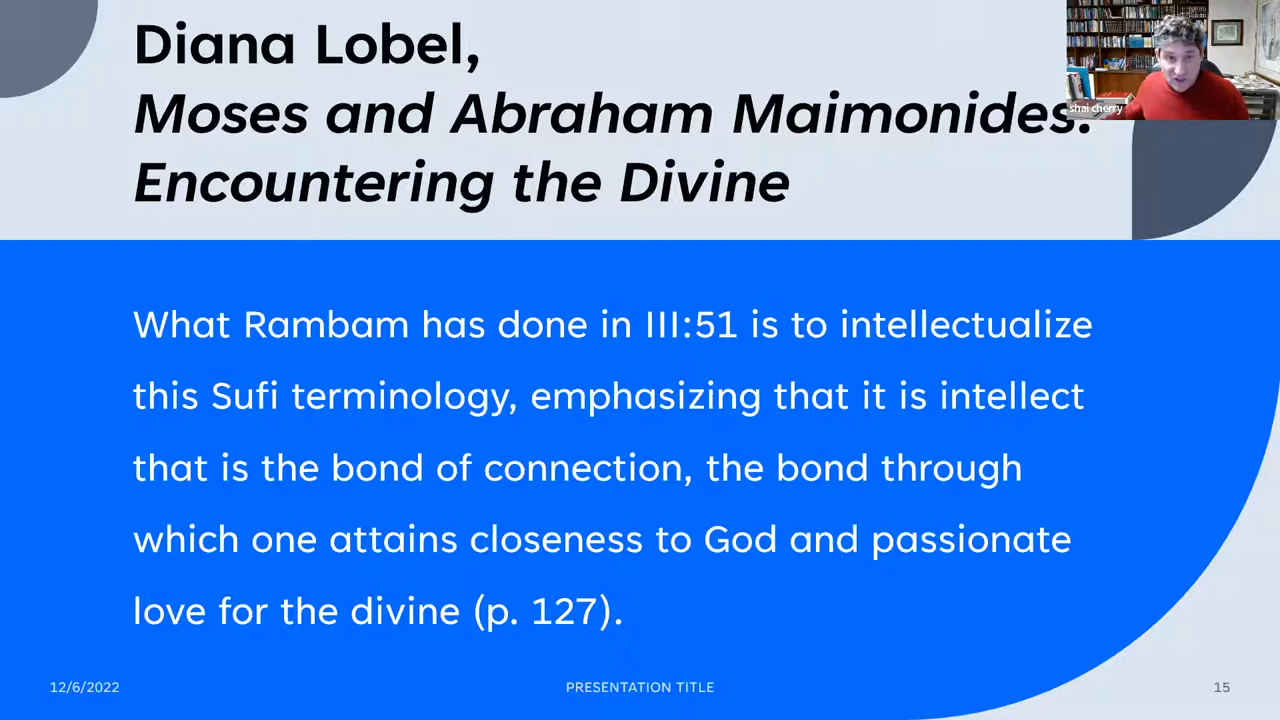 Diana Lobel,
Moses and Abraham Maimonides:
Encountering the Divine
shai cherry
What Rambam has done in III:51 is to intellectualize
this Sufi terminology, emphasizing that it is intellect
that is the bond of connection, the bond through
which one attains closeness to God and passionate
love for the divine (p. 127).
12/6/2022
PRESENTATION TITLE
15